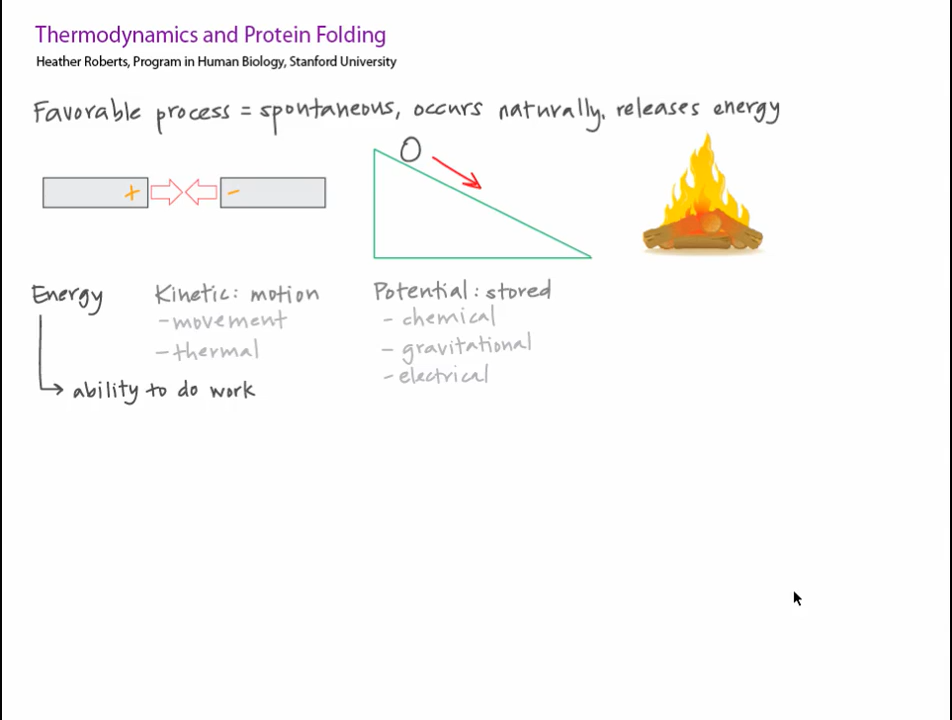 Thermodynamics and Protein Folding
Heather Roberts, Program in Human Biology, Stanford University
Favorable process = spontaneous, occurs naturally, releases energy
+ -
Energy Kinetic: motion Potential: stored
- movement - chemical
- thermal - gravitational
- electrical
ability to do work